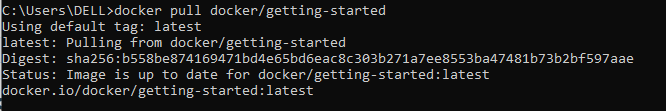 C:\Users\DELL>docker pull docker/getting-started
Using default tag: latest
latest: Pulling from docker/getting-started
Digest: sha256:b558be874169471bd4e65bd6eac8c303b271a7ee8553ba47481b73b2bf597aae
Status: Image is up to date for docker/getting-started:latest
docker.io/docker/getting-started:latest